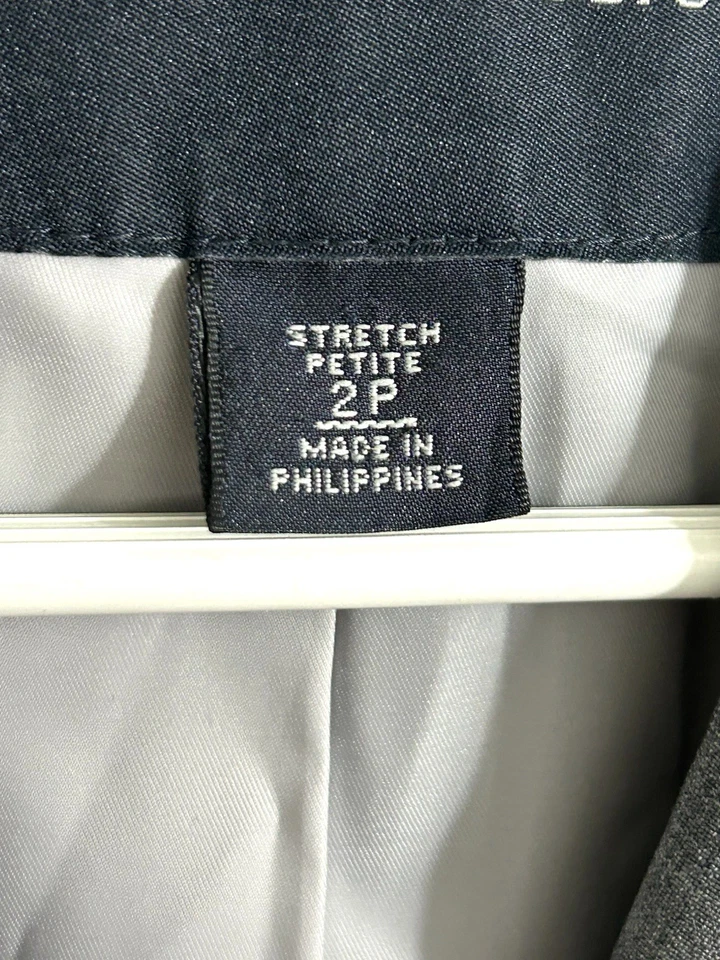 STRETCH
PETITE
2P
MADE IN
PHILIPPINES